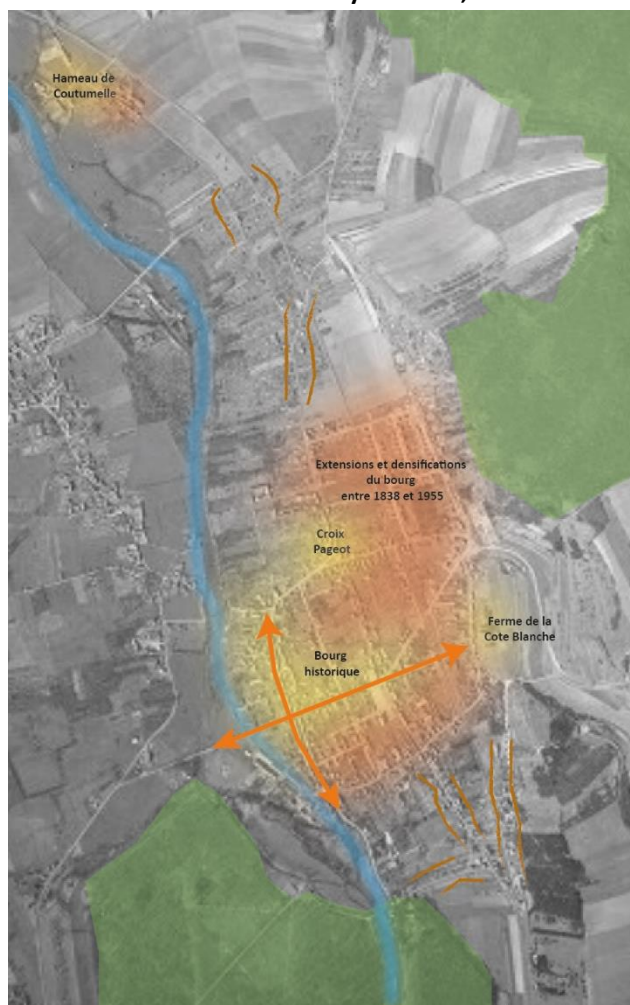 Hameau de
Coutumelle
Extensions et densifications
du bourg
entre 1838 et 1955
Croix
Pageot
Ferme de la
Cote Blanche
Bourg
historique